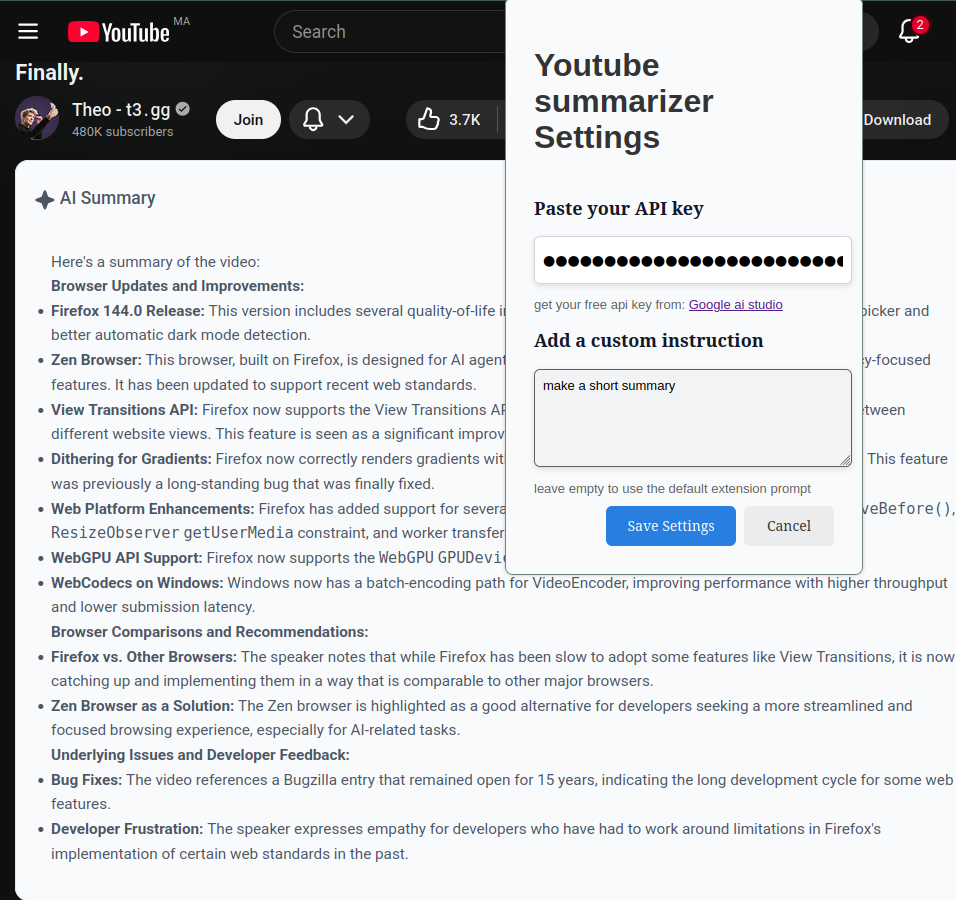 YouTube MA
Search
2
Finally.
Theo - t3.gg
480K subscribers
Join
3.7K
Download
AI Summary
Here's a summary of the video:
Browser Updates and Improvements:
• Firefox 144.0 Release: This version includes several quality-of-life picker and
better automatic dark mode detection.
• Zen Browser: This browser, built on Firefox, is designed for AI agent y-focused
features. It has been updated to support recent web standards.
• View Transitions API: Firefox now supports the View Transitions etween
different website views. This feature is seen as a significant
• Dithering for Gradients: Firefox now correctly renders gradients This feature
was previously a long-standing bug that was finally fixed.
• Web Platform Enhancements: Firefox has added support for severa veBefore(),
ResizeObserver getUserMedia constraint, and worker transfer
• WebGPU API Support: Firefox now supports the WebGPU GPUDevi
• WebCodecs on Windows: Windows now has a batch-encoding path for VideoEncoder, improving performance with higher throughput
and lower submission latency.
Browser Comparisons and Recommendations:
• Firefox vs. Other Browsers: The speaker notes that while Firefox has been slow to adopt some features like View Transitions, it is now
catching up and implementing them in a way that is comparable to other major browsers.
• Zen Browser as a Solution: The Zen browser is highlighted as a good alternative for developers seeking a more streamlined and
focused browsing experience, especially for AI-related tasks.
Underlying Issues and Developer Feedback:
• Bug Fixes: The video references a Bugzilla entry that remained open for 15 years, indicating the long development cycle for some web
features.
• Developer Frustration: The speaker expresses empathy for developers who have had to work around limitations in Firefox's
implementation of certain web standards in the past.
Youtube
summarizer
Settings
Paste your API key
get your free api key from: Google ai studio
Add a custom instruction
make a short summary
leave empty to use the default extension prompt
Save Settings
Cancel